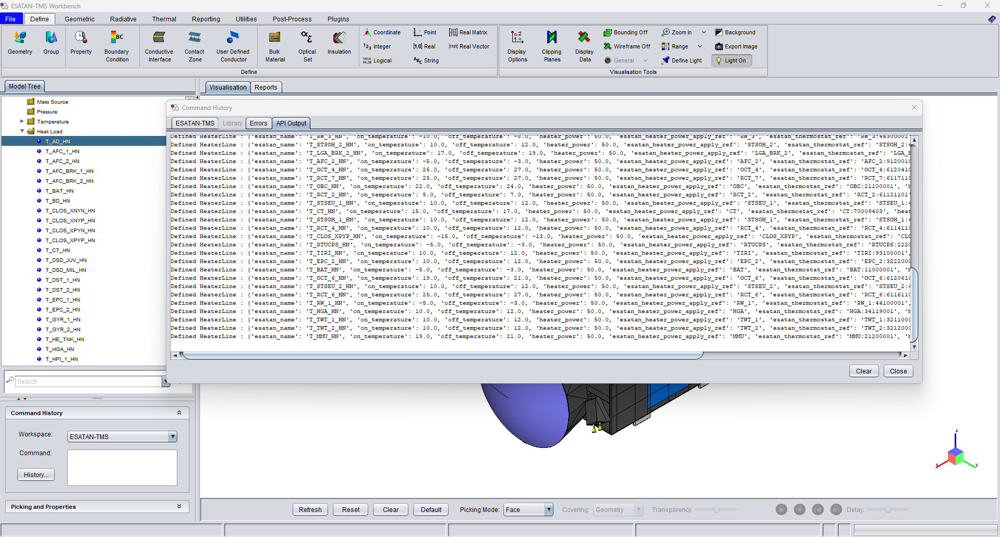 ESATAN-TMS Workbench
File Define Geometric Radiative Thermal Reporting Utilities Post-Process Plugins
Geometry Group Property Boundary Condition Conductive Interface Contact Zone User Defined Conductor Bulk Material Optical Set Insulation
Coordinate Point Real Matrix
Integer Real Real Vector
Logical String
Define
Display Options Clipping Planes Display Data
Bounding Off Zoom In Background
Wireframe Off Range Export Image
General Define Light Light On
Visualisation Tools
Model Tree
Visualisation Reports
Mass Source
Pressure
Temperature
Heat Load
T_AD_HN
T_AFC_1_HN
T_AFC_2_HN
T_AFC_BRK_1_HN
T_AFC_BRK_2_HN
T_BAT_HN
T_BD_HN
T_CLOS_XNYN_HN
T_CLOS_XNYP_HN
T_CLOS_XPYN_HN
T_CLOS_XPYP_HN
T_CT_HN
T_DSD_JUV_HN
T_DSD_MIL_HN
T_DST_1_HN
T_DST_2_HN
T_EPC_1_HN
T_EPC_2_HN
T_GYR_1_HN
T_GYR_2_HN
T_HE_TNK_HN
T_HGA_HN
T_HPI_1_HN
Search
Command History
ESATAN-TMS Library Errors API Output
Defined HeaterLine : {'esatan_name': 'T_RW_3_HN', 'on_temperature': -10.0, 'off_temperature': -8.0, 'heater_power': 50.0, 'esatan_heater_power_apply_ref': 'RW_3', 'esatan_thermostat_ref': 'RW_3:44300001'
Defined HeaterLine : {'esatan_name': 'T_STSOH_2_HN', 'on_temperature': 10.0, 'off_temperature': 12.0, 'heater_power': 50.0, 'esatan_heater_power_apply_ref': 'STSOH_2', 'esatan_thermostat_ref': 'STSOH_2:4
Defined HeaterLine : {'esatan_name': 'T_LGA_BRK_2_HN', 'on_temperature': 17.0, 'off_temperature': 19.0, 'heater_power': 50.0, 'esatan_heater_power_apply_ref': 'LGA_BRK_2', 'esatan_thermostat_ref': 'LGA_B
Defined HeaterLine : {'esatan_name': 'T_AFC_2_HN', 'on_temperature': -5.0, 'off_temperature': -3.0, 'heater_power': 50.0, 'esatan_heater_power_apply_ref': 'AFC_2', 'esatan_thermostat_ref': 'AFC_2:9120010
Defined HeaterLine : {'esatan_name': 'T_OCT_4_HN', 'on_temperature': 25.0, 'off_temperature': 27.0, 'heater_power': 50.0, 'esatan_heater_power_apply_ref': 'OCT_4', 'esatan_thermostat_ref': 'OCT_4:6120410
Defined HeaterLine : {'esatan_name': 'T_RCT_7_HN', 'on_temperature': 25.0, 'off_temperature': 27.0, 'heater_power': 50.0, 'esatan_heater_power_apply_ref': 'RCT_7', 'esatan_thermostat_ref': 'RCT_7:6117110
Defined HeaterLine : {'esatan_name': 'T_OBC_HN', 'on_temperature': 22.0, 'off_temperature': 24.0, 'heater_power': 50.0, 'esatan_heater_power_apply_ref': 'OBC', 'esatan_thermostat_ref': 'OBC:21100001', 'h
Defined HeaterLine : {'esatan_name': 'T_RCT_2_HN', 'on_temperature': 5.0, 'off_temperature': 7.0, 'heater_power': 50.0, 'esatan_heater_power_apply_ref': 'RCT_2', 'esatan_thermostat_ref': 'RCT_2:61121101'
Defined HeaterLine : {'esatan_name': 'T_STSEU_1_HN', 'on_temperature': 10.0, 'off_temperature': 12.0, 'heater_power': 50.0, 'esatan_heater_power_apply_ref': 'STSEU_1', 'esatan_thermostat_ref': 'STSEU_1:4
Defined HeaterLine : {'esatan_name': 'T_CT_HN', 'on_temperature': 15.0, 'off_temperature': 17.0, 'heater_power': 50.0, 'esatan_heater_power_apply_ref': 'CT', 'esatan_thermostat_ref': 'CT:70009403', 'heat
Defined HeaterLine : {'esatan_name': 'T_STSOH_1_HN', 'on_temperature': 10.0, 'off_temperature': 12.0, 'heater_power': 50.0, 'esatan_heater_power_apply_ref': 'STSOH_1', 'esatan_thermostat_ref': 'STSOH_1:4
Defined HeaterLine : {'esatan_name': 'T_RCT_4_HN', 'on_temperature': 10.0, 'off_temperature': 12.0, 'heater_power': 50.0, 'esatan_heater_power_apply_ref': 'RCT_4', 'esatan_thermostat_ref': 'RCT_4:6114110
Defined HeaterLine : {'esatan_name': 'T_CLOS_XPYP_HN', 'on_temperature': -15.0, 'off_temperature': -13.0, 'heater_power': 50.0, 'esatan_heater_power_apply_ref': 'CLOS_XPYP', 'esatan_thermostat_ref': 'CLO
Defined HeaterLine : {'esatan_name': 'T_RTUCPS_HN', 'on_temperature': -5.0, 'off_temperature': -3.0, 'heater_power': 50.0, 'esatan_heater_power_apply_ref': 'RTUCPS', 'esatan_thermostat_ref': 'RTUCPS:2220
Defined HeaterLine : {'esatan_name': 'T_TIRI_HN', 'on_temperature': 10.0, 'off_temperature': 12.0, 'heater_power': 50.0, 'esatan_heater_power_apply_ref': 'TIRI', 'esatan_thermostat_ref': 'TIRI:93100001',
Defined HeaterLine : {'esatan_name': 'T_EPC_2_HN', 'on_temperature': 10.0, 'off_temperature': 12.0, 'heater_power': 50.0, 'esatan_heater_power_apply_ref': 'EPC_2', 'esatan_thermostat_ref': 'EPC_2:3222000
Defined HeaterLine : {'esatan_name': 'T_BAT_HN', 'on_temperature': -5.0, 'off_temperature': -3.0, 'heater_power': 50.0, 'esatan_heater_power_apply_ref': 'BAT', 'esatan_thermostat_ref': 'BAT:11000001', 'h
Defined HeaterLine : {'esatan_name': 'T_OCT_6_HN', 'on_temperature': 19.0, 'off_temperature': 21.0, 'heater_power': 50.0, 'esatan_heater_power_apply_ref': 'OCT_6', 'esatan_thermostat_ref': 'OCT_6:6120610
Defined HeaterLine : {'esatan_name': 'T_STSEU_2_HN', 'on_temperature': 10.0, 'off_temperature': 12.0, 'heater_power': 50.0, 'esatan_heater_power_apply_ref': 'STSEU_2', 'esatan_thermostat_ref': 'STSEU_2:4
Defined HeaterLine : {'esatan_name': 'T_RCT_6_HN', 'on_temperature': 25.0, 'off_temperature': 27.0, 'heater_power': 50.0, 'esatan_heater_power_apply_ref': 'RCT_6', 'esatan_thermostat_ref': 'RCT_6:6116110
Defined HeaterLine : {'esatan_name': 'T_RW_1_HN', 'on_temperature': -5.0, 'off_temperature': -3.0, 'heater_power': 50.0, 'esatan_heater_power_apply_ref': 'RW_1', 'esatan_thermostat_ref': 'RW_1:44100001',
Defined HeaterLine : {'esatan_name': 'T_HGA_HN', 'on_temperature': 10.0, 'off_temperature': 12.0, 'heater_power': 50.0, 'esatan_heater_power_apply_ref': 'HGA', 'esatan_thermostat_ref': 'HGA:34119001', 'h
Defined HeaterLine : {'esatan_name': 'T_TWT_1_HN', 'on_temperature': 10.0, 'off_temperature': 12.0, 'heater_power': 50.0, 'esatan_heater_power_apply_ref': 'TWT_1', 'esatan_thermostat_ref': 'TWT_1:3211000
Defined HeaterLine : {'esatan_name': 'T_TWT_2_HN', 'on_temperature': 10.0, 'off_temperature': 12.0, 'heater_power': 50.0, 'esatan_heater_power_apply_ref': 'TWT_2', 'esatan_thermostat_ref': 'TWT_2:3212000
Defined HeaterLine : {'esatan_name': 'T_MMU_HN', 'on_temperature': 19.0, 'off_temperature': 21.0, 'heater_power': 50.0, 'esatan_heater_power_apply_ref': 'MMU', 'esatan_thermostat_ref': 'MMU:21200001', 'h
Clear Close
Command History
Workspace: ESATAN-TMS
Command:
History...
Picking and Properties
z
x y
Refresh Reset Clear Default Picking Mode: Face Covering: Geometry Transparency: Delay: